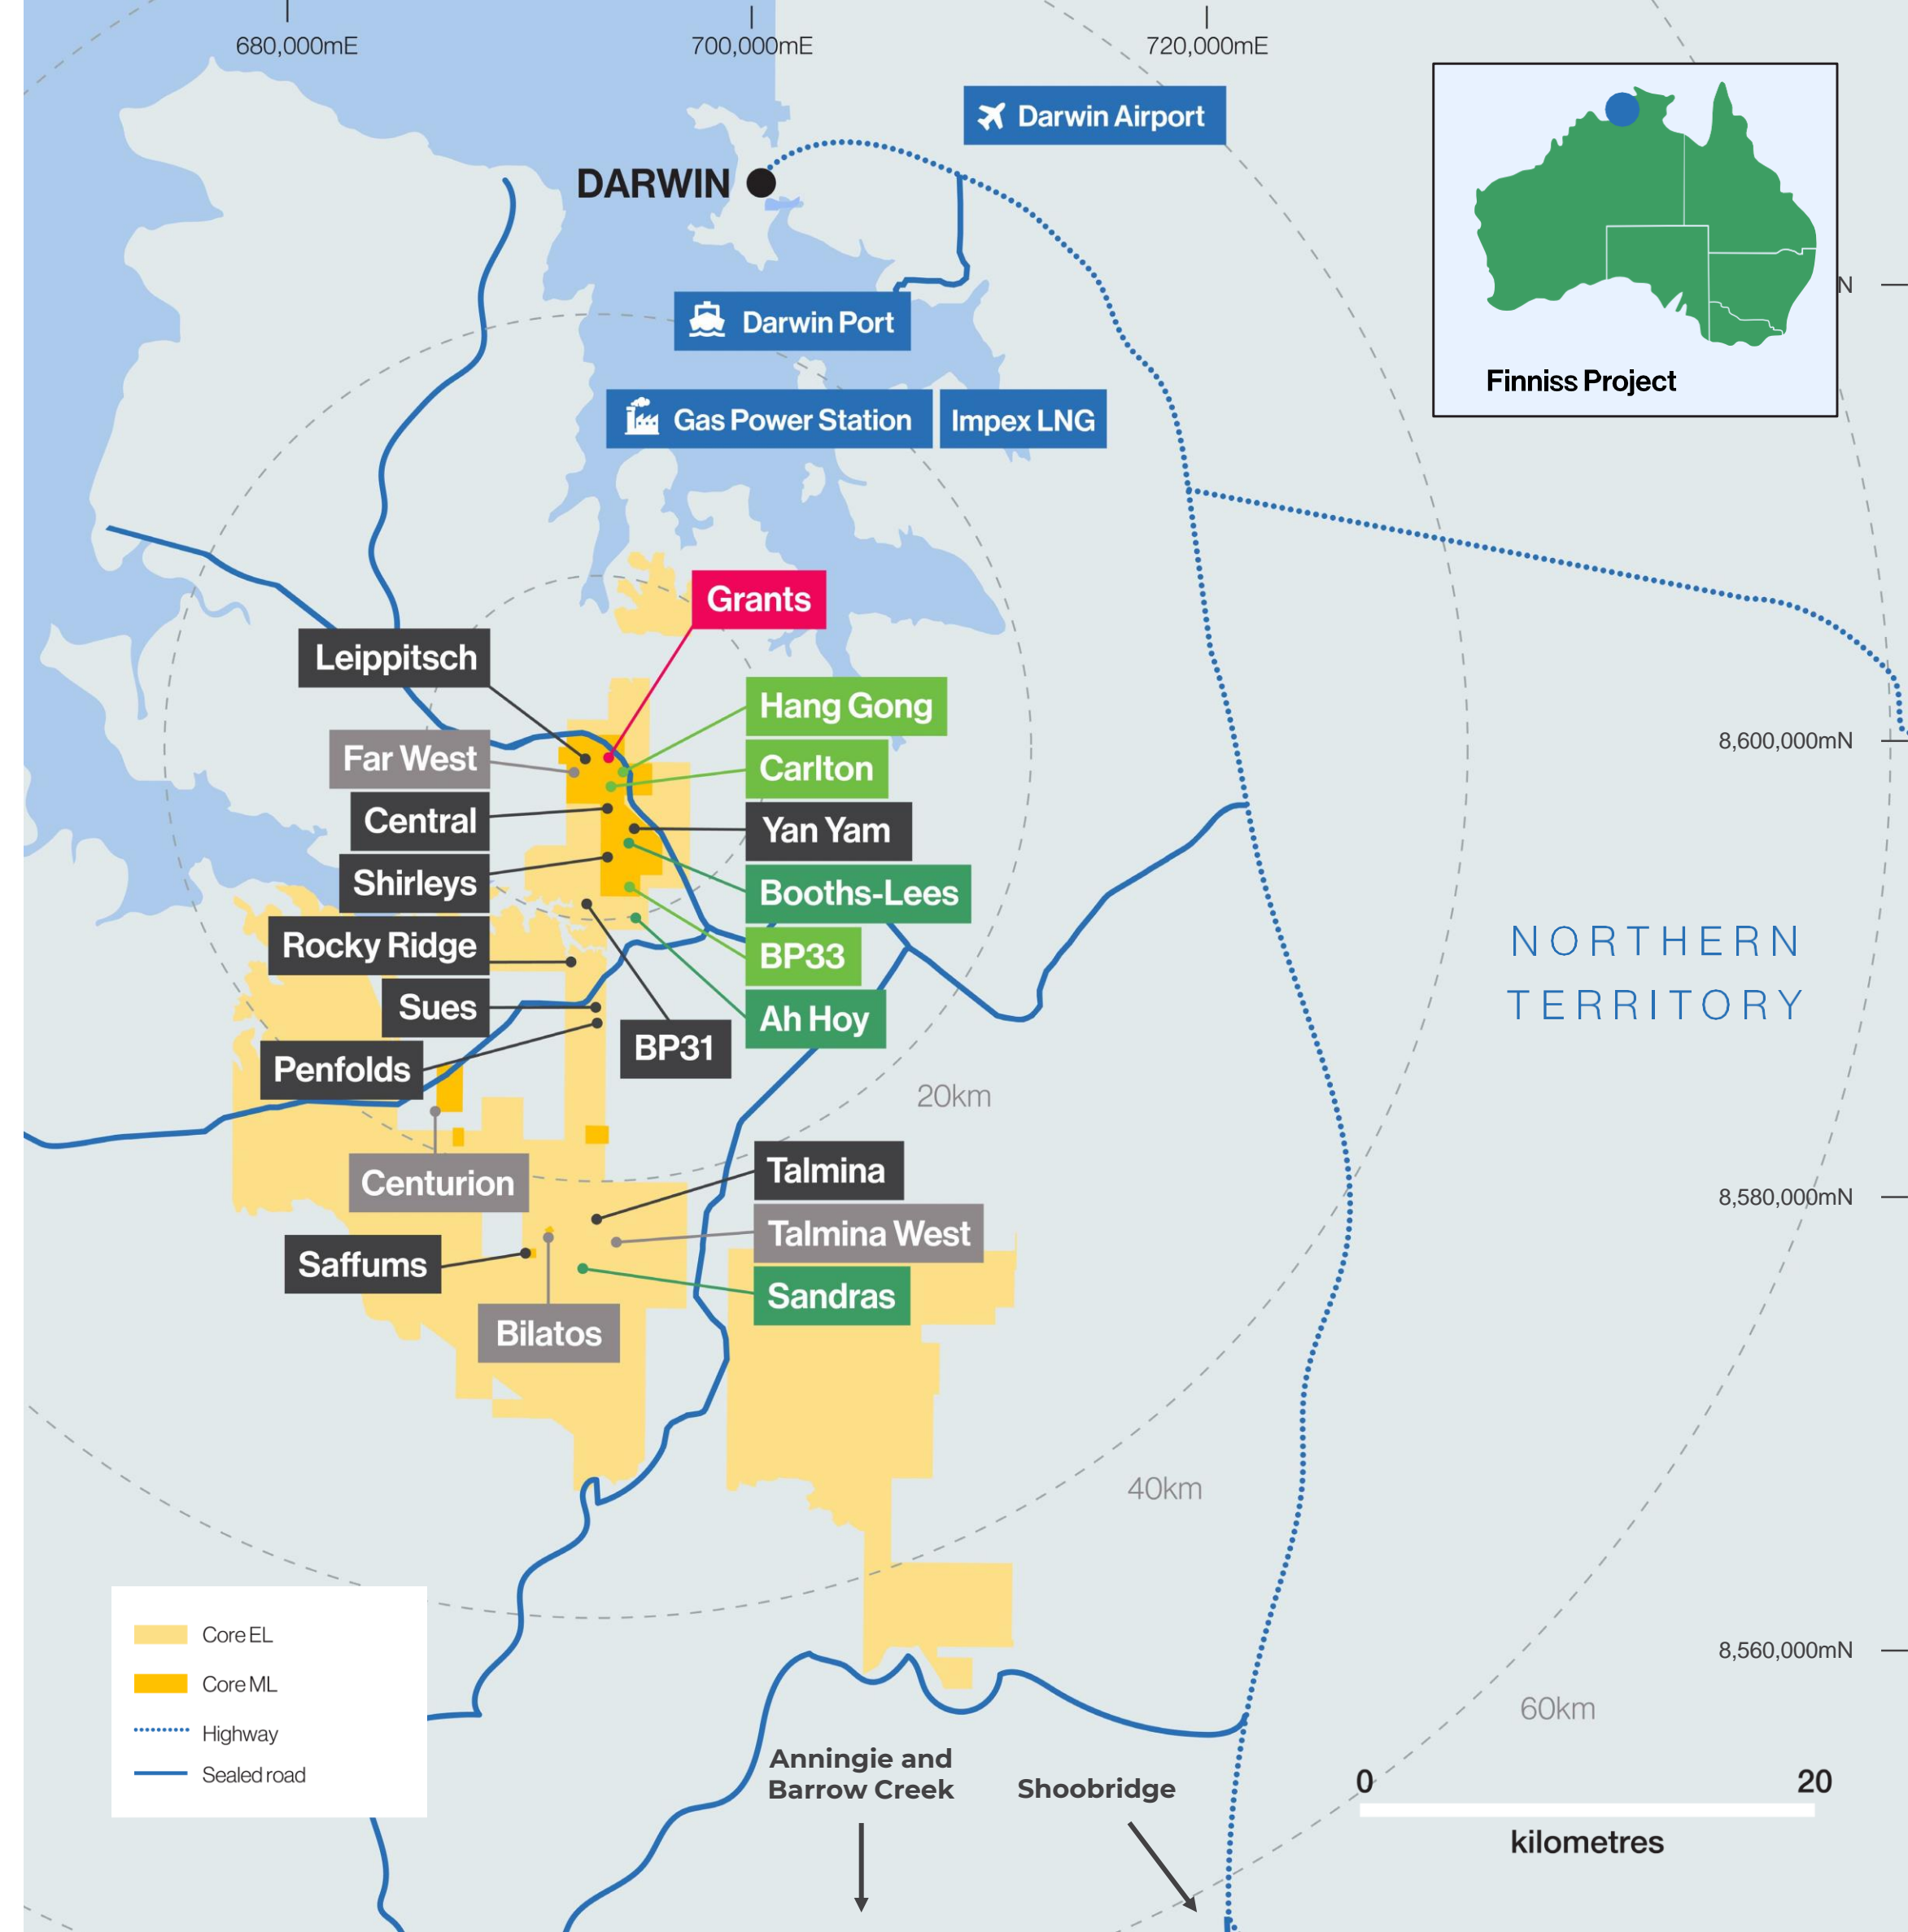 680,000mE
700,000mE
720,000mE
Darwin Airport
DARWIN
N
Darwin Port
Finniss Project
Gas Power Station
Impex LNG
Grants
Leippitsch
Hang Gong
Far West
Carlton
8,600,000mN
Central
Yan Yam
Shirleys
Booths-Lees
Rocky Ridge
BP33
NORTHERN
TERRITORY
Sues
Ah Hoy
BP31
Penfolds
20km
Centurion
Talmina
8,580,000mN
Talmina West
Saffums
Sandras
Bilatos
40km
Core EL
Core ML
Highway
Sealed road
8,560,000mN
60km
Anningie and
Barrow Creek
Shoobridge
0
20
kilometres